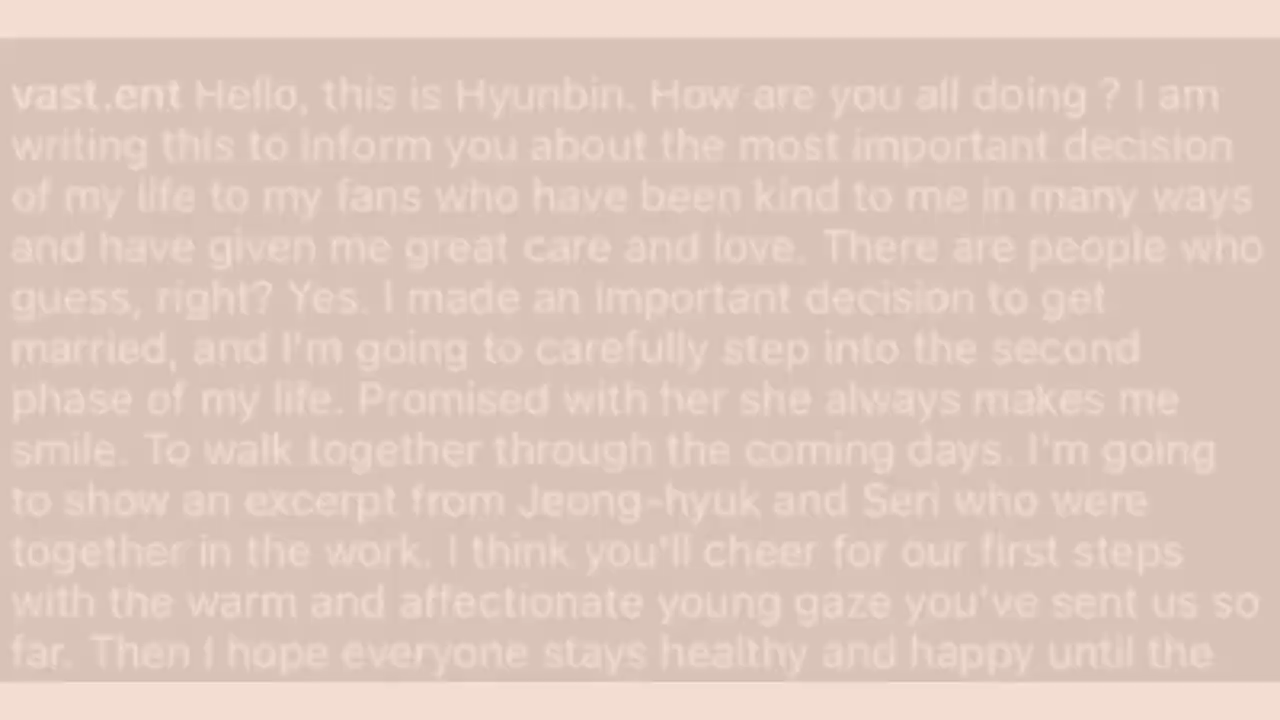 vast.ent Hello, this is Hyunbin. How are you all doing ? I am
writing this to inform you about the most important decision
of my life to my fans who have been kind to me in many ways
and have given me great care and love. There are people who
guess, right? Yes. I made an important decision to get
married, and I'm going to carefully step into the second
phase of my life. Promised with her she always makes me
smile. To walk together through the coming days. I'm going
to show an excerpt from Jeong-hyuk and Seri who were
together in the work. I think you'll cheer for our first steps
with the warm and affectionate young gaze you've sent us so
far. Then I hope everyone stays healthy and happy until the